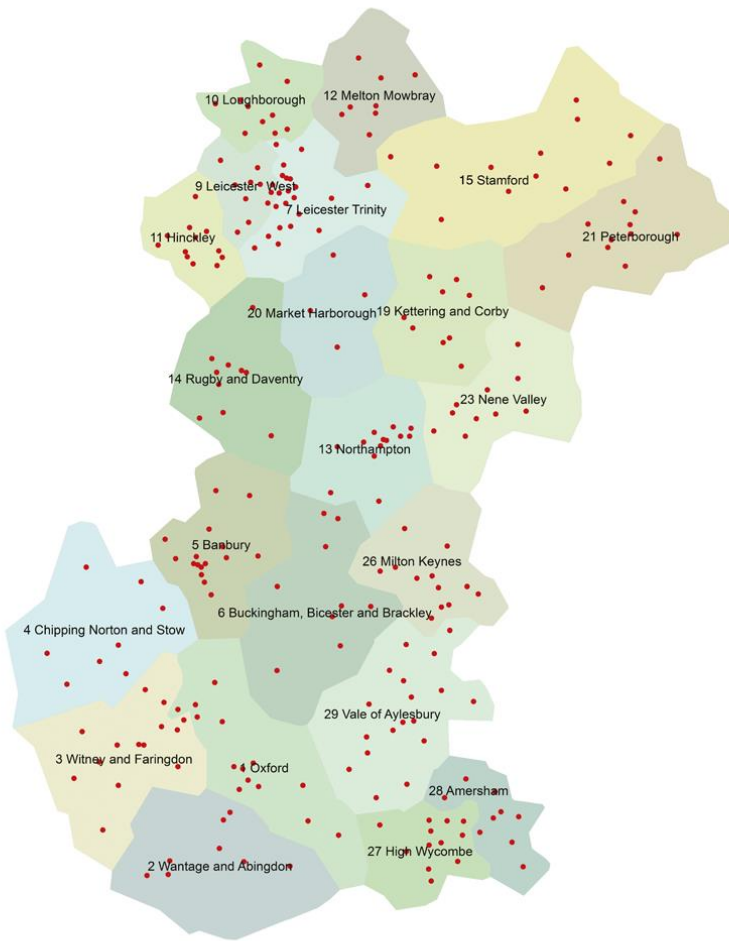 10 Loughborough
12 Melton Mowbray
15 Stamford
9 Leicester West
7 Leicester Trinity
11 Hinckley
21 Peterborough
20 Market Harborough
19 Kettering and Corby
14 Rugby and Daventry
23 Nene Valley
13 Northampton
5 Banbury
26 Milton Keynes
6 Buckingham, Bicester and Brackley
4 Chipping Norton and Stow
29 Vale of Aylesbury
3 Witney and Faringdon
1 Oxford
28 Amersham
27 High Wycombe
2 Wantage and Abingdon